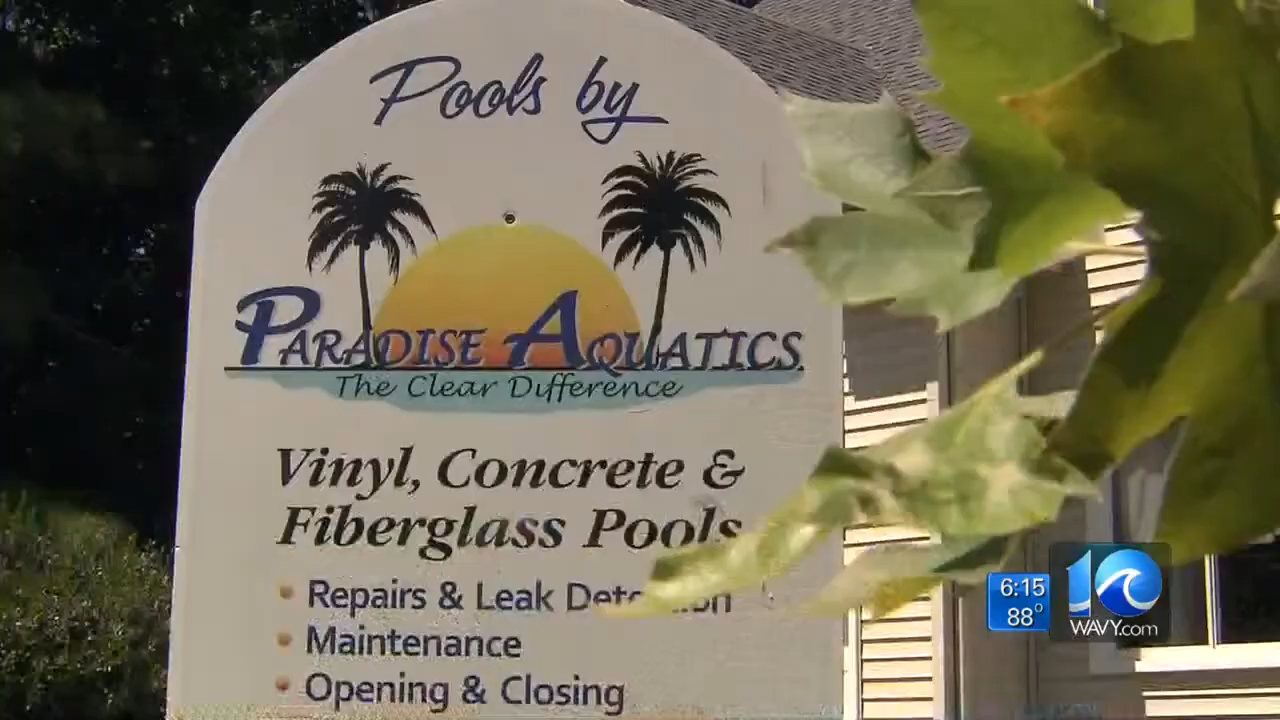 Pools by
PARADISE AQUATICS
The Clear Difference
Vinyl, Concrete &
Fiberglass Pools
• Repairs & Leak Detection
• Maintenance
• Opening & Closing
6:15
88°
10
WAVY.com